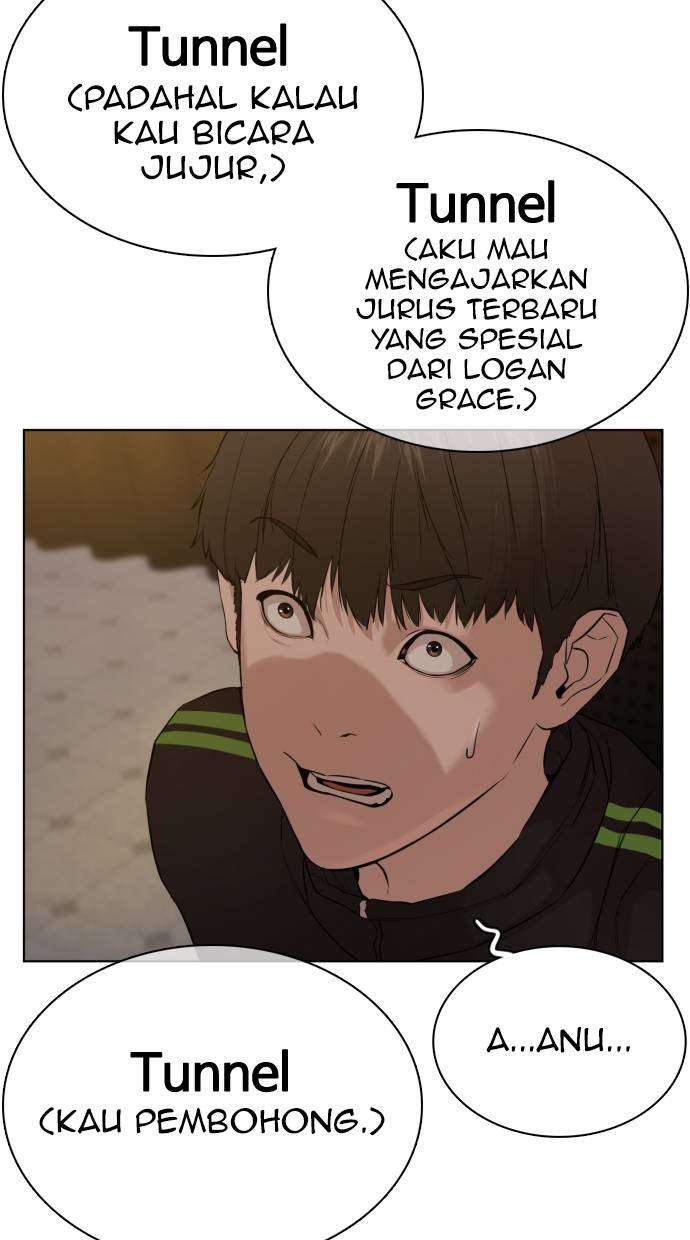 Tunnel
(PADAHAL KALAU
KAU BICARA
JUJUR,)
Tunnel
(AKU MAU
MENGAJARKAN
JURUS TERBARU
YANG SPESIAL
DARI LOGAN
GRACE.)
A...ANU...
Tunnel
(KAU PEMBOHONG.)